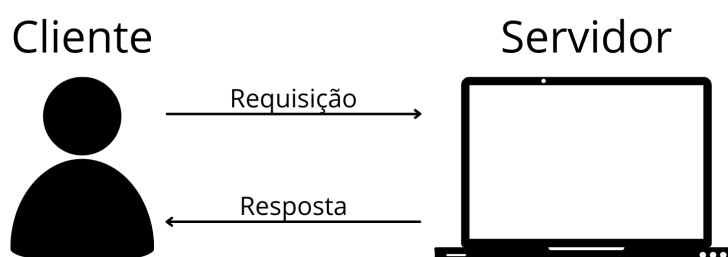 Cliente
Servidor
Requisição
Resposta